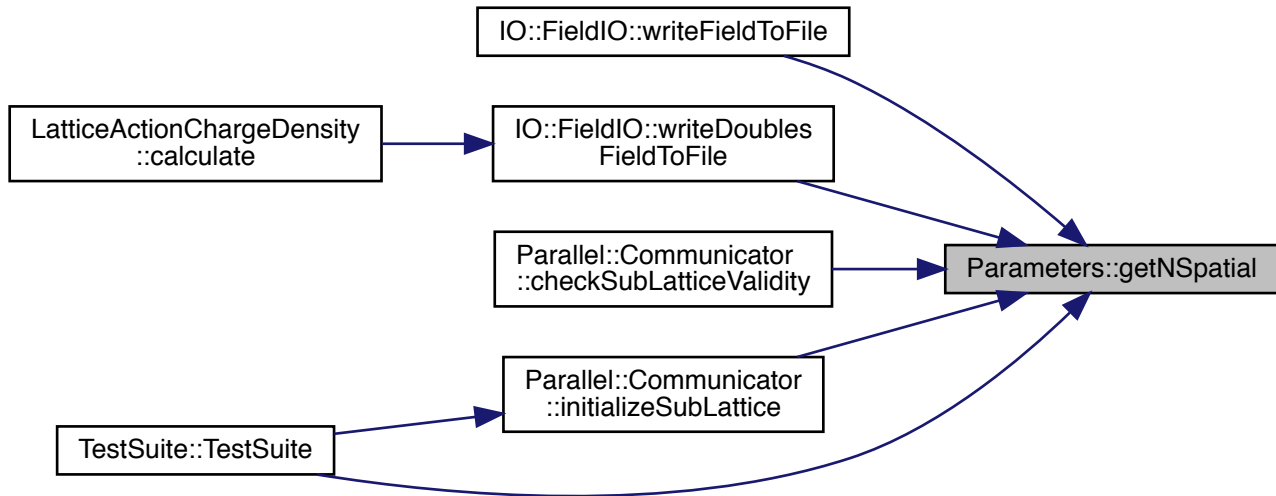 IO::FieldIO::writeFieldToFile
LatticeActionChargeDensity
::calculate
IO::FieldIO::writeDoubles
FieldToFile
Parallel::Communicator
::checkSubLatticeValidity
Parameters::getNSpatial
Parallel::Communicator
::initializeSubLattice
TestSuite::TestSuite